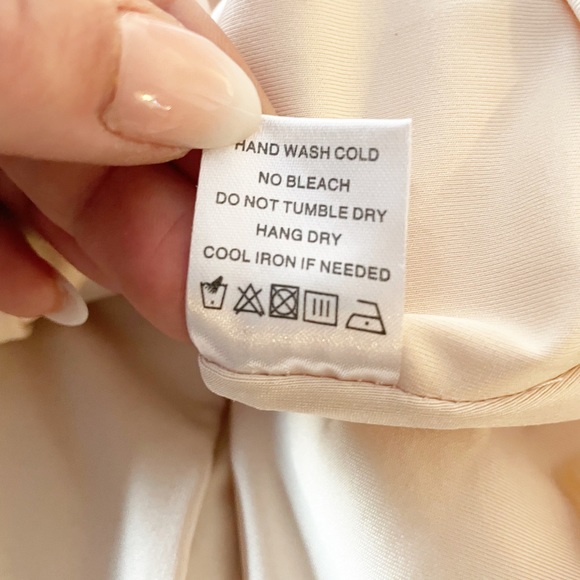 HAND WASH COLD
NO BLEACH
DO NOT TUMBLE DRY
HANG DRY
COOL IRON IF NEEDED